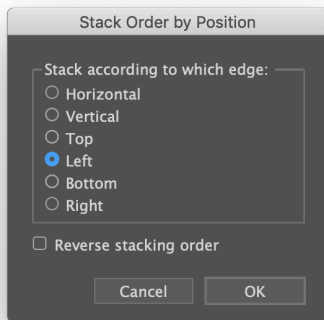 Stack Order by Position
Stack according to which edge:
Horizontal
Vertical
Top
Left
Bottom
Right
Reverse stacking order
Cancel
OK